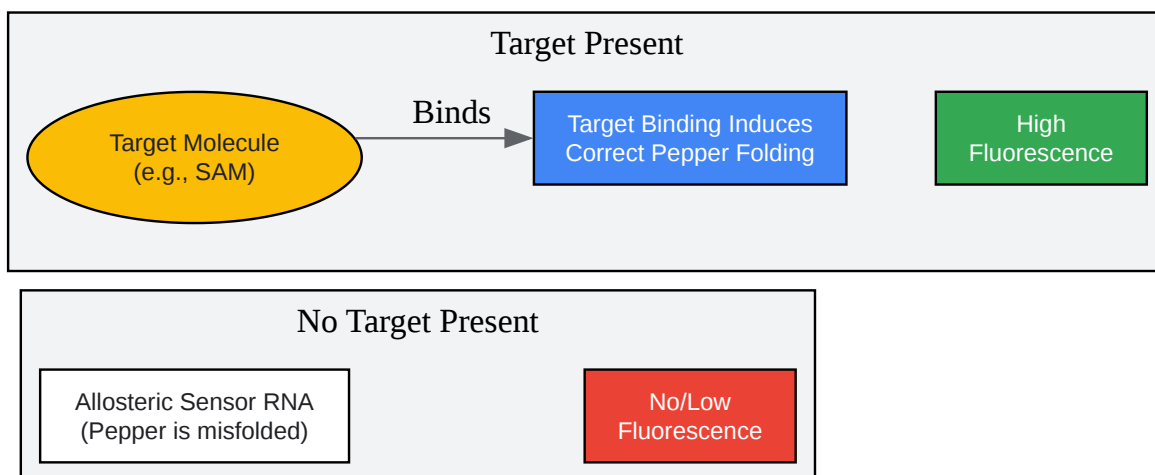 Target Present
Target Molecule
(e.g., SAM)
Binds
Target Binding Induces
Correct Pepper Folding
High
Fluorescence
No Target Present
Allosteric Sensor RNA
(Pepper is misfolded)
No/Low
Fluorescence